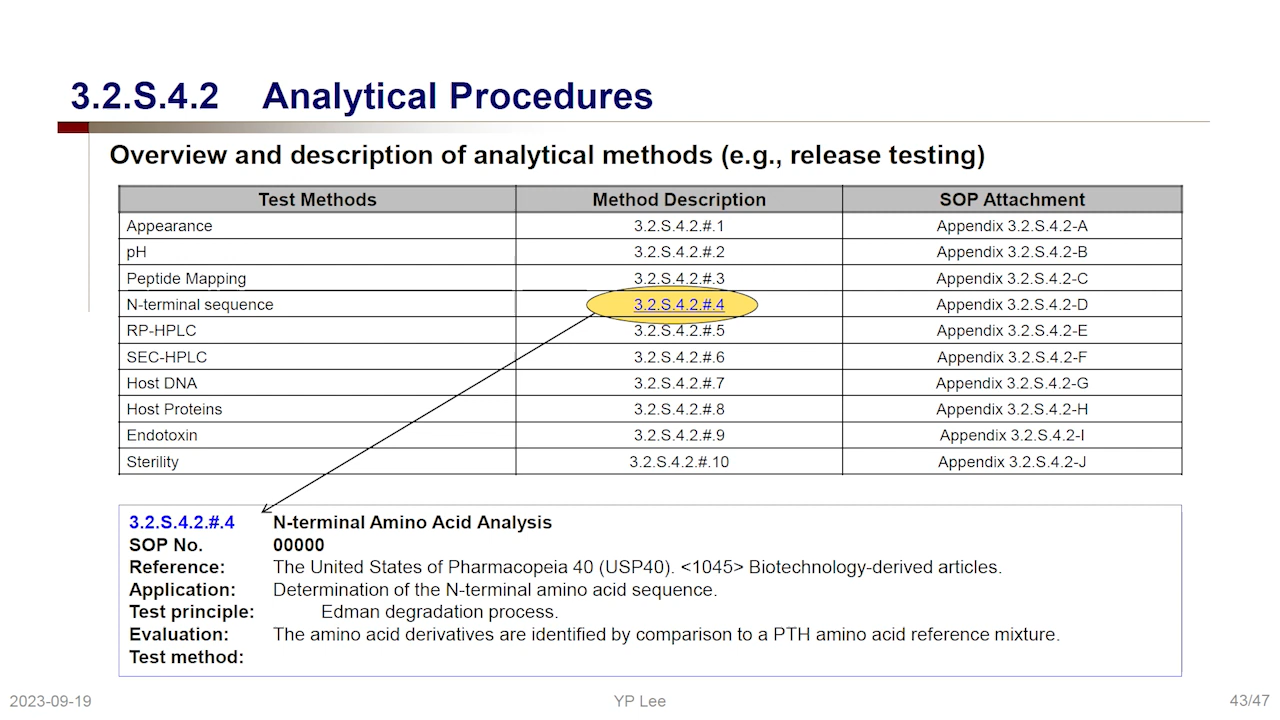 3.2.S.4.2 Analytical Procedures
Overview and description of analytical methods (e.g., release testing)
Test Methods Method Description SOP Attachment
Appearance 3.2.S.4.2.#.1 Appendix 3.2.S.4.2-A
pH 3.2.S.4.2.#.2 Appendix 3.2.S.4.2-B
Peptide Mapping 3.2.S.4.2.#.3 Appendix 3.2.S.4.2-C
N-terminal sequence 3.2.S.4.2.#.4 Appendix 3.2.S.4.2-D
RP-HPLC 3.2.S.4.2.#.5 Appendix 3.2.S.4.2-E
SEC-HPLC 3.2.S.4.2.#.6 Appendix 3.2.S.4.2-F
Host DNA 3.2.S.4.2.#.7 Appendix 3.2.S.4.2-G
Host Proteins 3.2.S.4.2.#.8 Appendix 3.2.S.4.2-H
Endotoxin 3.2.S.4.2.#.9 Appendix 3.2.S.4.2-I
Sterility 3.2.S.4.2.#.10 Appendix 3.2.S.4.2-J
3.2.S.4.2.#.4 N-terminal Amino Acid Analysis
SOP No. 00000
Reference: The United States of Pharmacopeia 40 (USP40). <1045> Biotechnology-derived articles.
Application: Determination of the N-terminal amino acid sequence.
Test principle: Edman degradation process.
Evaluation: The amino acid derivatives are identified by comparison to a PTH amino acid reference mixture.
Test method:
2023-09-19 YP Lee 43/47